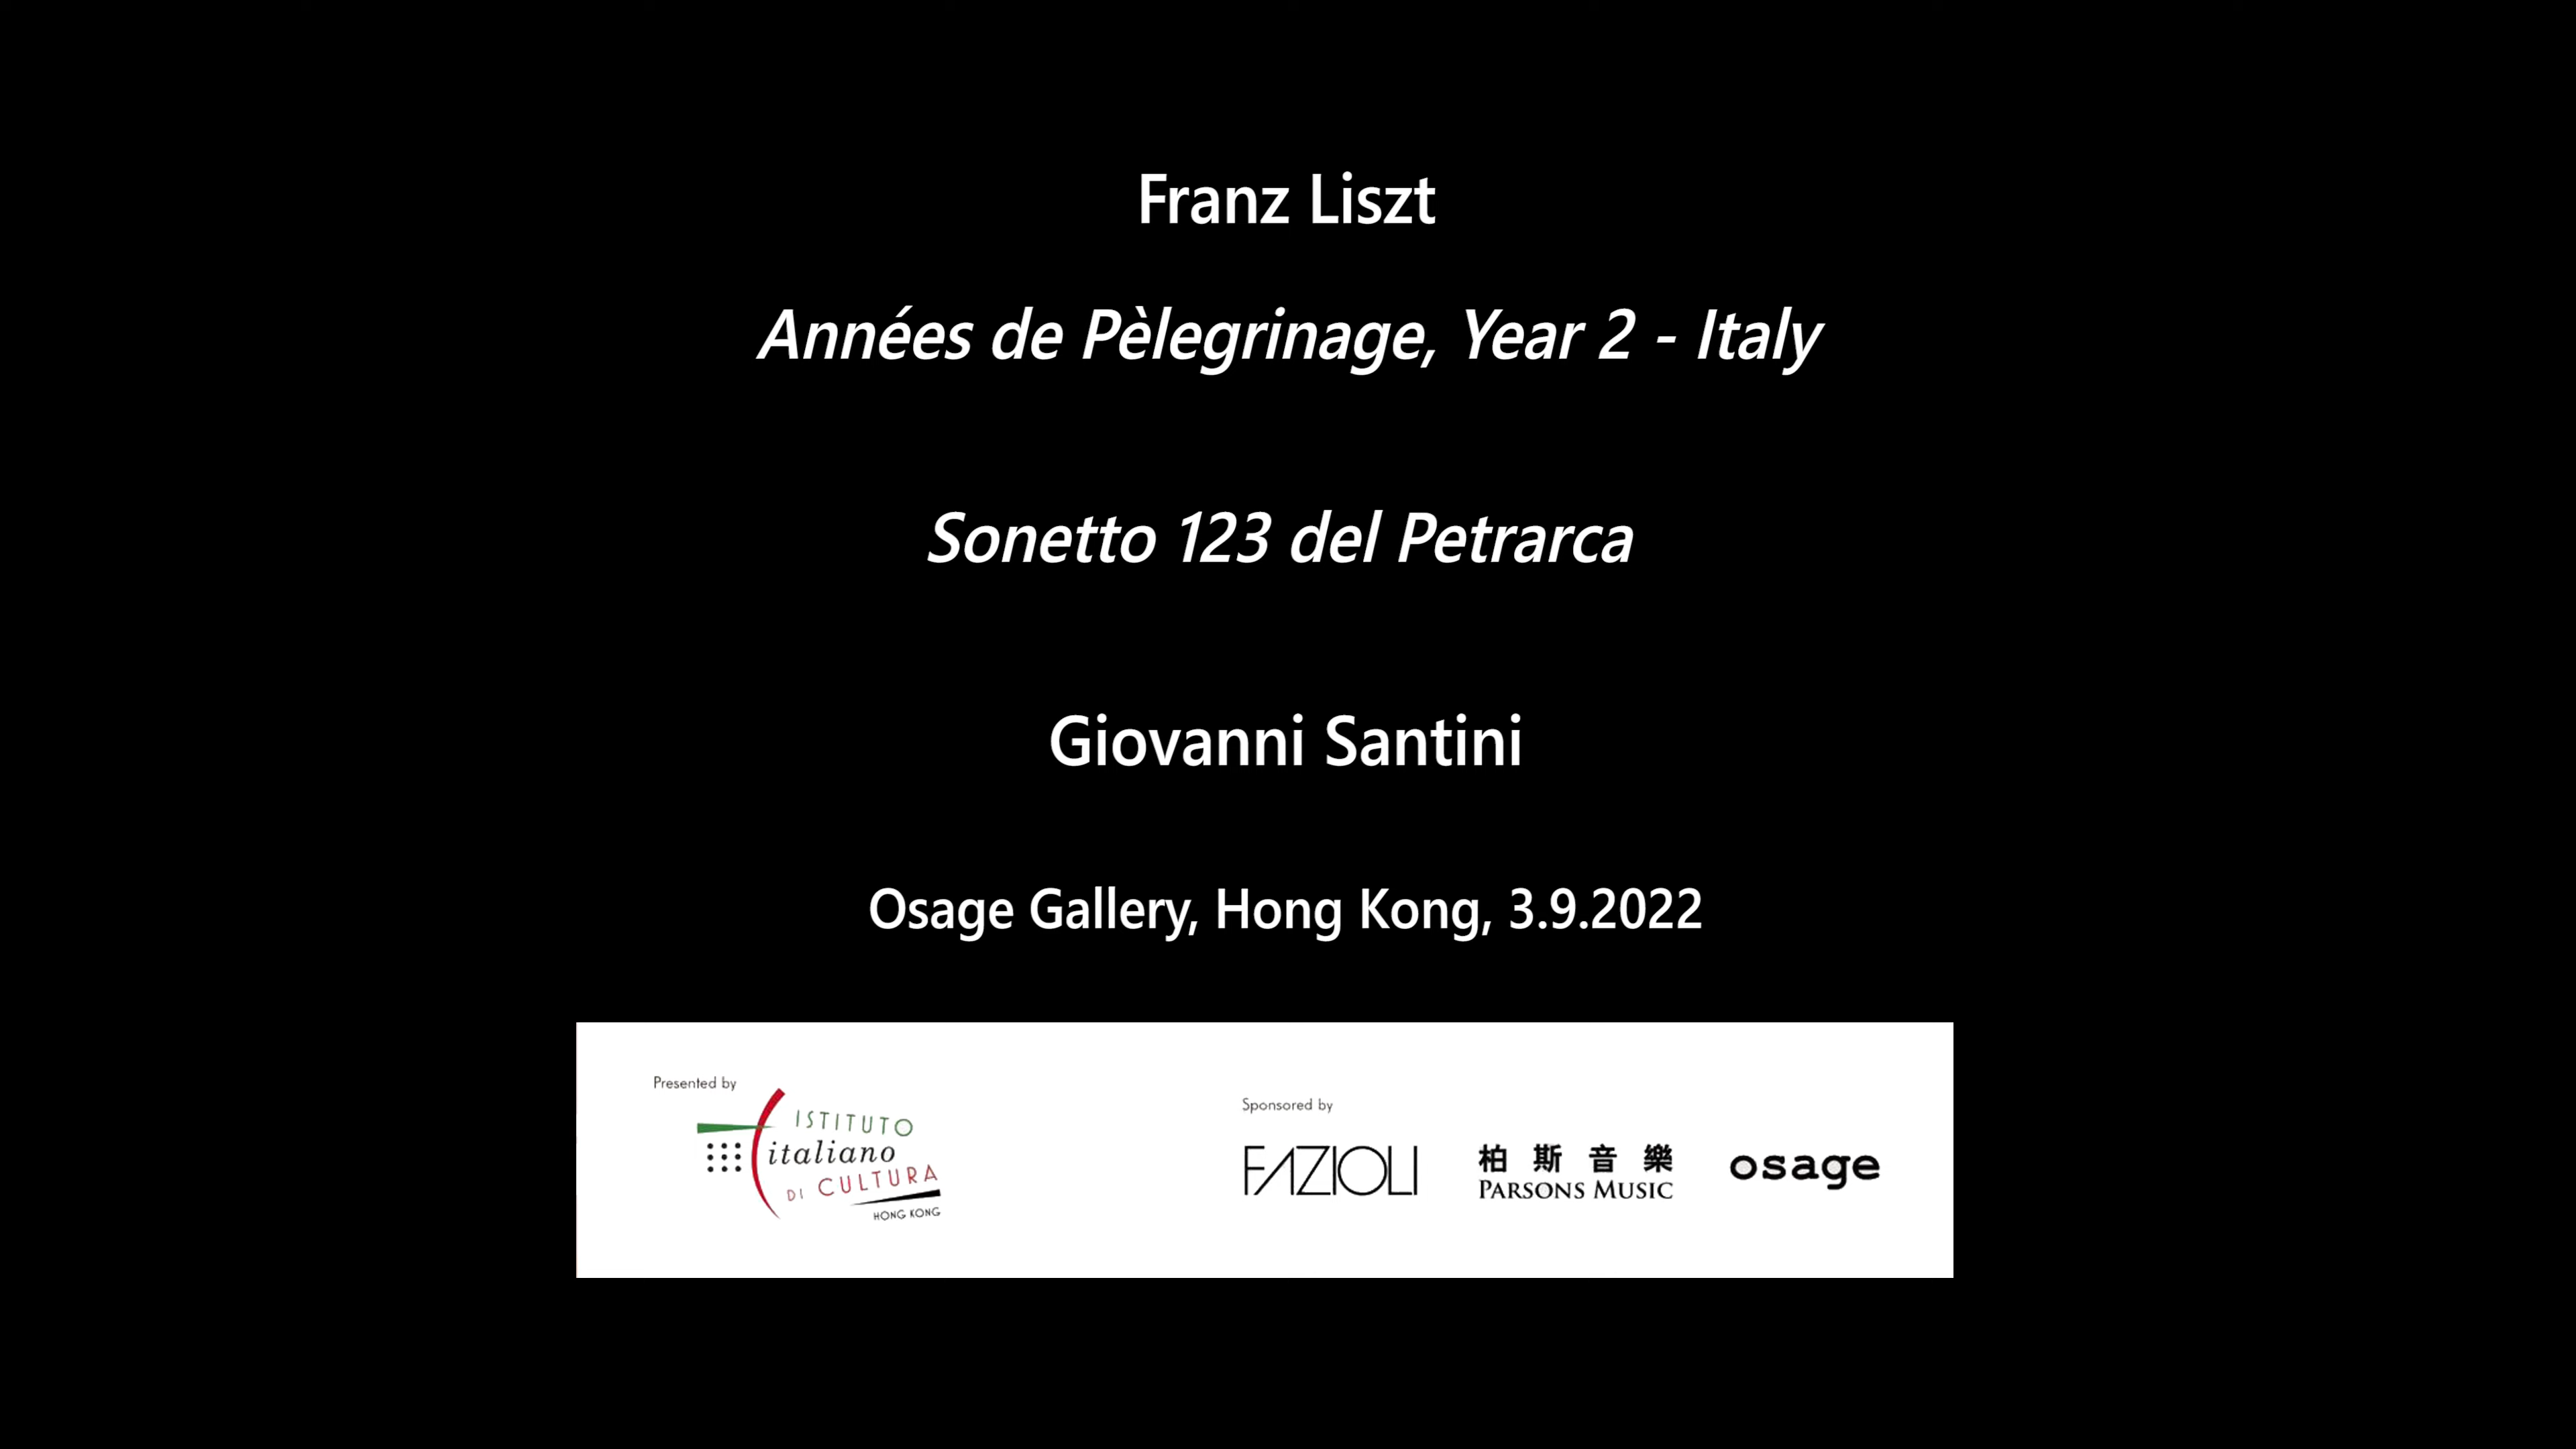 Franz Liszt
Années de Pèlegrinage, Year 2 - Italy
Sonetto 123 del Petrarca
Giovanni Santini
Osage Gallery, Hong Kong, 3.9.2022
Presented by
ISTITUTO
italiano
DI CULTURA
HONG KONG
Sponsored by
FAZIOLI
柏斯音樂
PARSONS MUSIC
osage